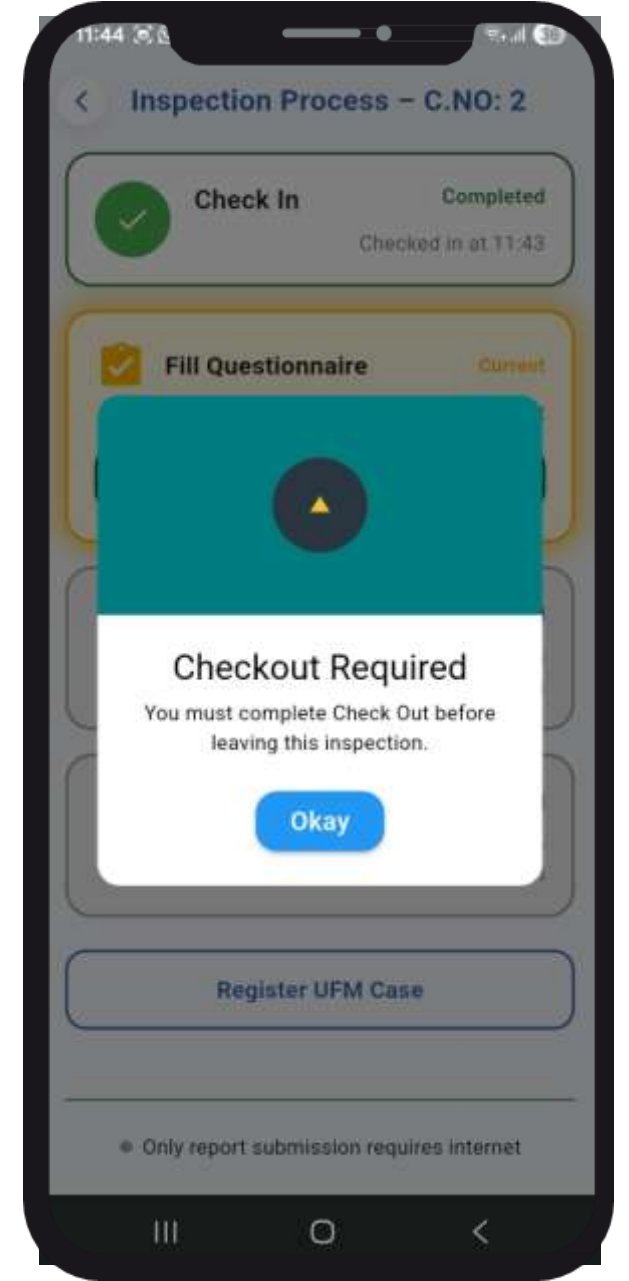 11:44
Inspection Process – C.NO: 2
Check In
Completed
Checked in at 11:43
Fill Questionnaire
Current
Checkout Required
You must complete Check Out before
leaving this inspection.
Okay
Register UFM Case
Only report submission requires internet